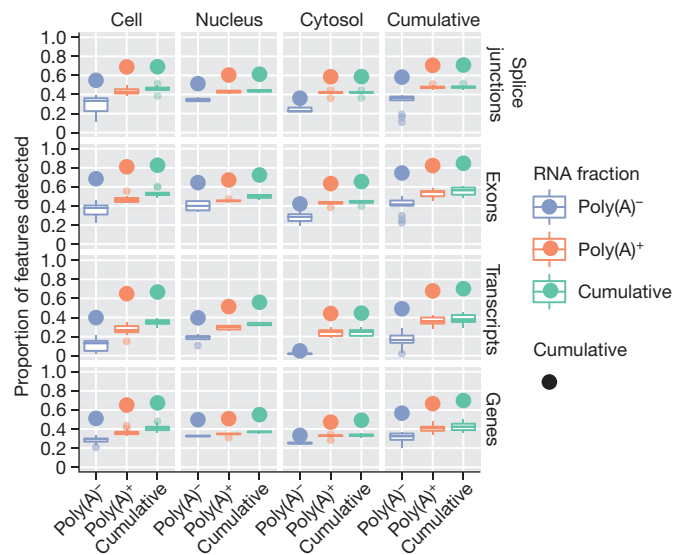 Cell Nucleus Cytosol Cumulative
Proportion of features detected
1.0
0.8
0.6
0.4
0.2
0
Splice
junctions
1.0
0.8
0.6
0.4
0.2
0
Exons
1.0
0.8
0.6
0.4
0.2
0
Transcripts
1.0
0.8
0.6
0.4
0.2
0
Genes
Poly(A)⁻ Poly(A)⁺ Cumulative Poly(A)⁻ Poly(A)⁺ Cumulative Poly(A)⁻ Poly(A)⁺ Cumulative Poly(A)⁻ Poly(A)⁺ Cumulative
RNA fraction
Poly(A)⁻
Poly(A)⁺
Cumulative
Cumulative